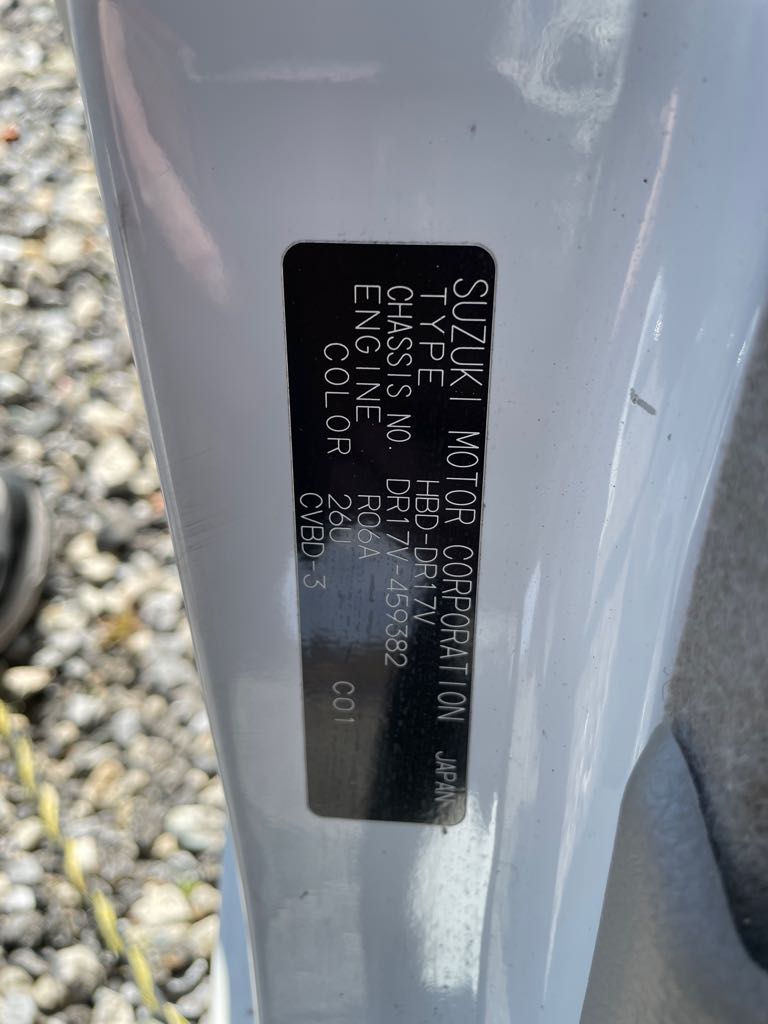 SUZUKI MOTOR CORPORATION JAPAN
TYPE HBD-DR17V
CHASSIS NO. DR17V-459382
ENGINE R06A
COLOR 26U C01
CVBD-3